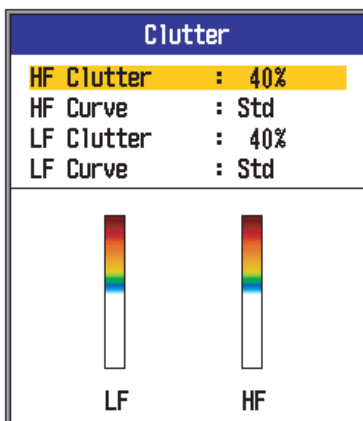 Clutter
HF Clutter : 40%
HF Curve : Std
LF Clutter : 40%
LF Curve : Std
LF HF